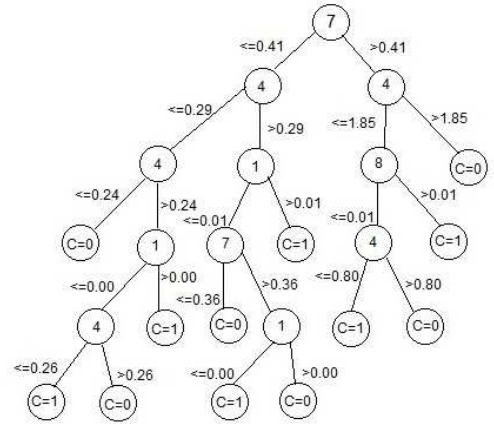 7
<=0.41 >0.41
4 4
<=0.29 >0.29 <=1.85 >1.85
4 1 8 C=0
<=0.24 >0.24 <=0.01 >0.01 <=0.01 >0.01
C=0 1 7 C=1 4 C=1
<=0.00 >0.00 <=0.36 >0.36 <=0.80 >0.80
4 C=1 C=0 1 C=1 C=0
<=0.26 >0.26 <=0.00 >0.00
C=1 C=0 C=1 C=0